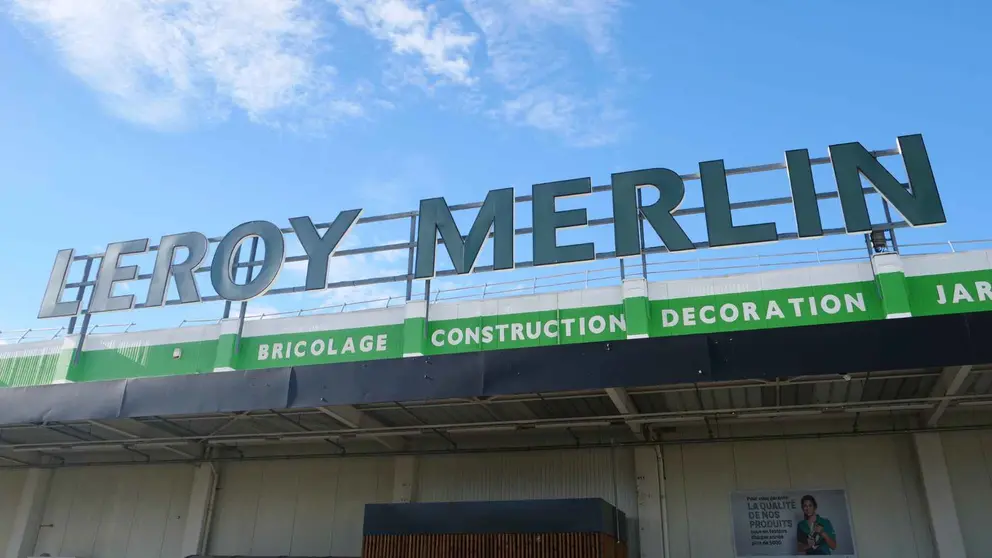 LEROY MERLIN
BRICOLAGE
CONSTRUCTION
DECORATION
JAR
LA QUALITÉ
DE NOS
PRODUITS